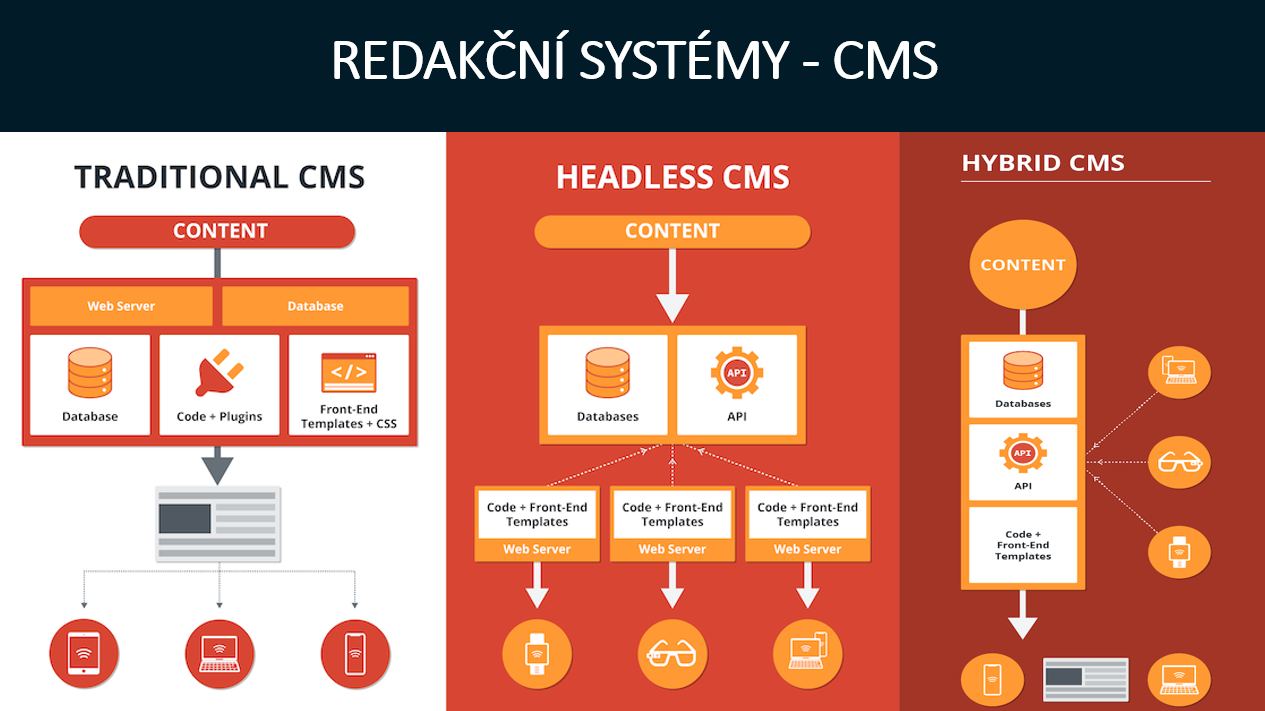 REDAKČNÍ SYSTÉMY - CMS
TRADITIONAL CMS
CONTENT
Web Server
Database
Database
Code + Plugins
Front-End
Templates + CSS
HEADLESS CMS
CONTENT
Databases
API
API
Code + Front-End
Templates
Web Server
Code + Front-End
Templates
Web Server
Code + Front-End
Templates
Web Server
HYBRID CMS
CONTENT
Databases
API
API
Code +
Front-End
Templates